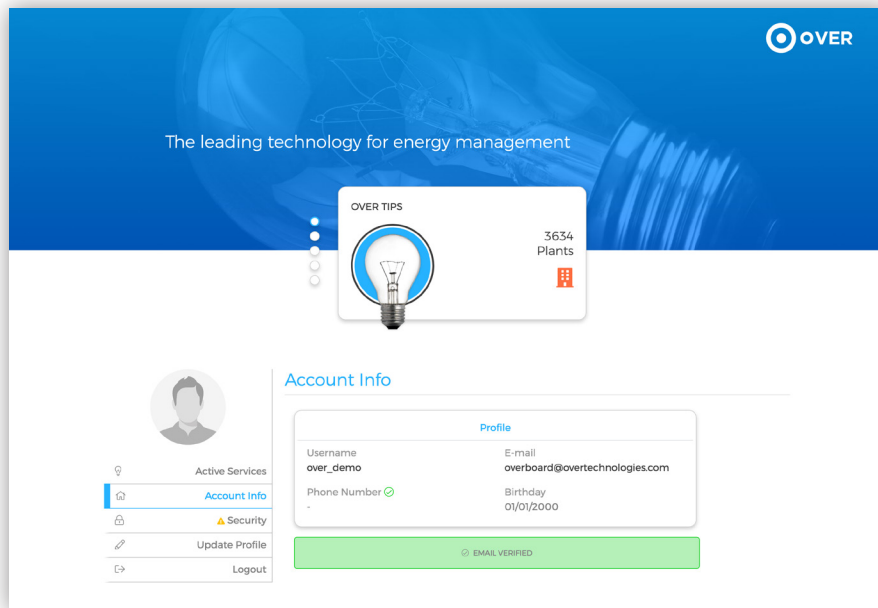 OVER
The leading technology for energy management
OVER TIPS
3634
Plants
Account Info
Profile
Username
over_demo
E-mail
overboard@overtechnologies.com
Phone Number
-
Birthday
01/01/2000
EMAIL VERIFIED
Active Services
Account Info
Security
Update Profile
Logout